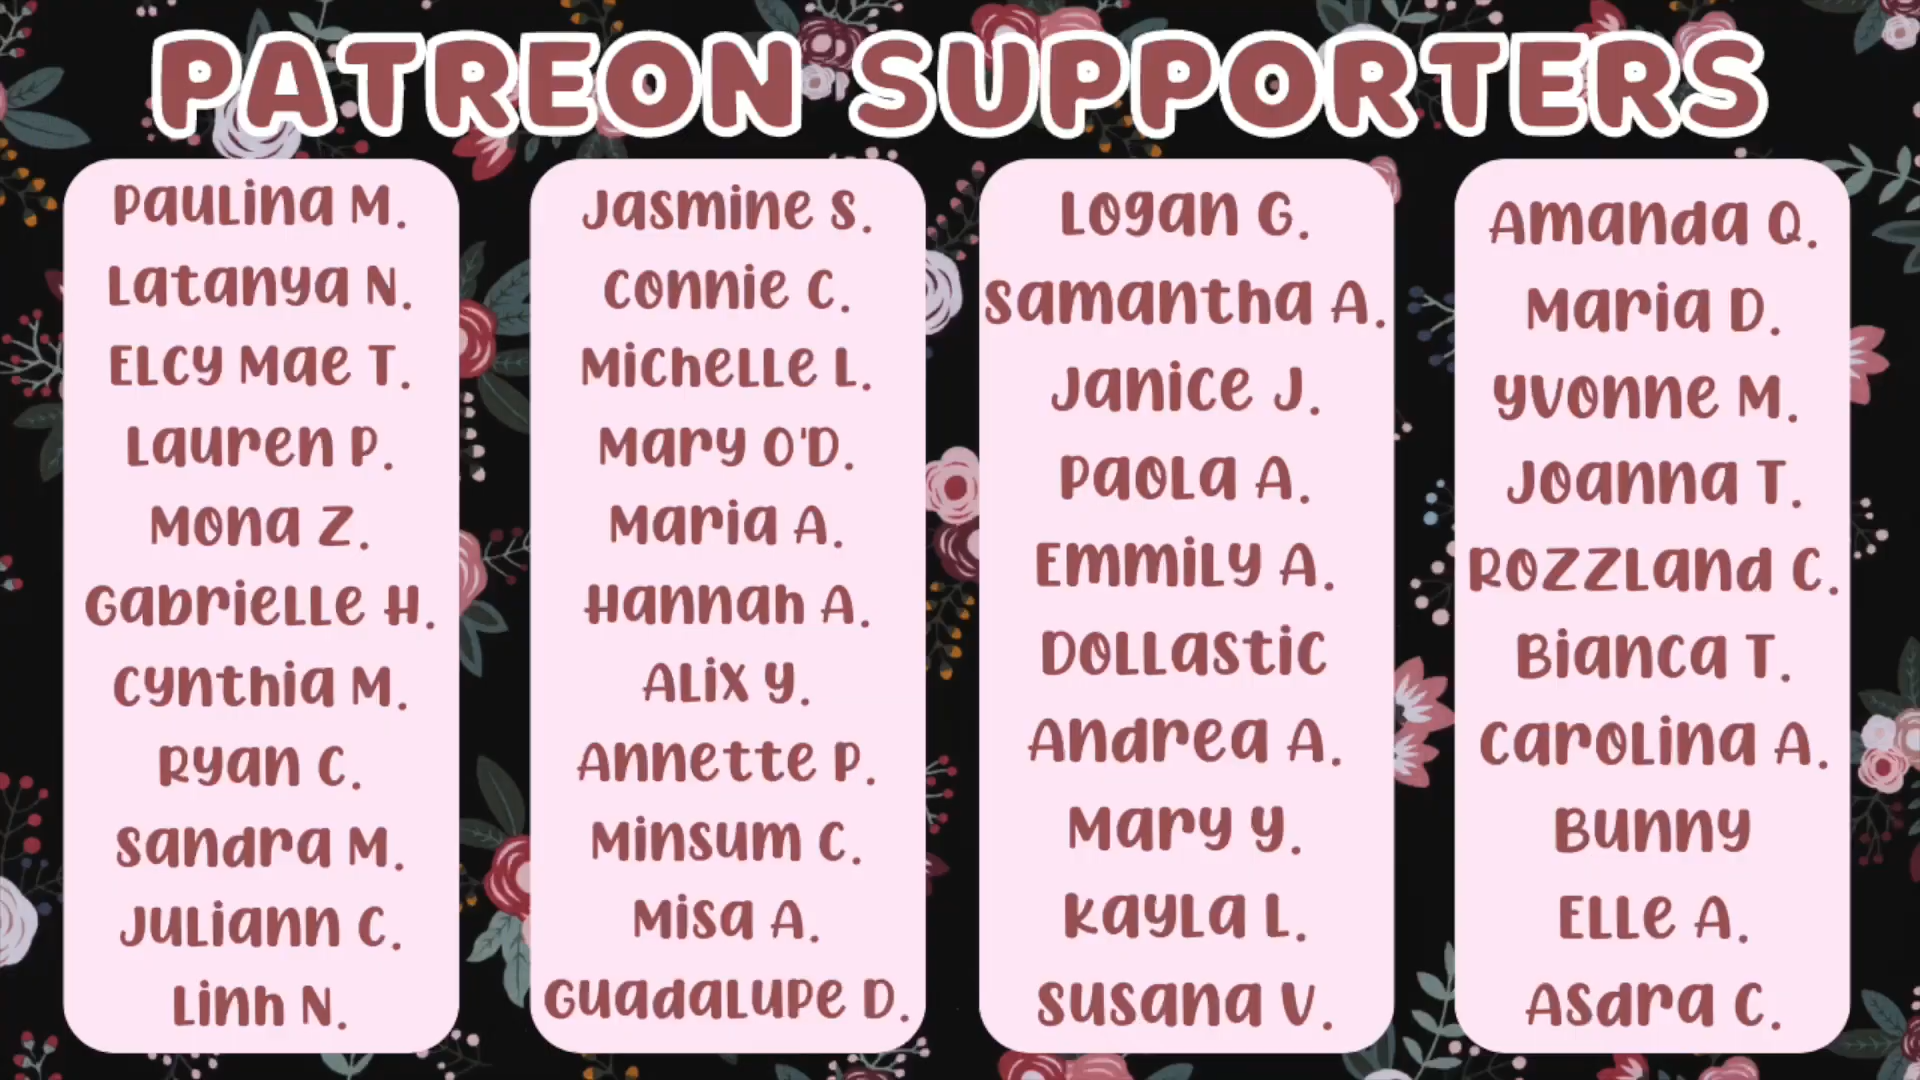 PATREON SUPPORTERS
Paulina M.
Latanya N.
Elcy Mae T.
Lauren P.
Mona Z.
Gabrielle H.
Cynthia M.
Ryan C.
Sandra M.
Juliann C.
Linh N.
Jasmine S.
Connie C.
Michelle L.
Mary O'D.
Maria A.
Hannah A.
Alix Y.
Annette P.
Minsum C.
Misa A.
Guadalupe D.
Logan G.
Samantha A.
Janice J.
Paola A.
Emmily A.
Dollastic
Andrea A.
Mary Y.
Kayla L.
Susana V.
Amanda Q.
Maria D.
Yvonne M.
Joanna T.
Rozzland C.
Bianca T.
Carolina A.
Bunny
Elle A.
Asdra C.